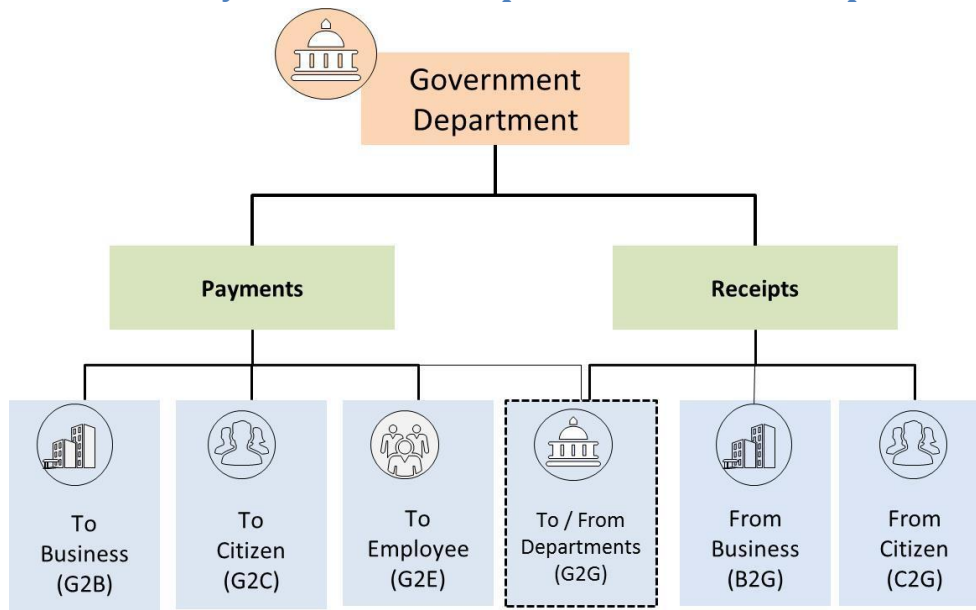 Government
Department
Payments
Receipts
To
Business
(G2B)
To
Citizen
(G2C)
To
Employee
(G2E)
To / From
Departments
(G2G)
From
Business
(B2G)
From
Citizen
(C2G)